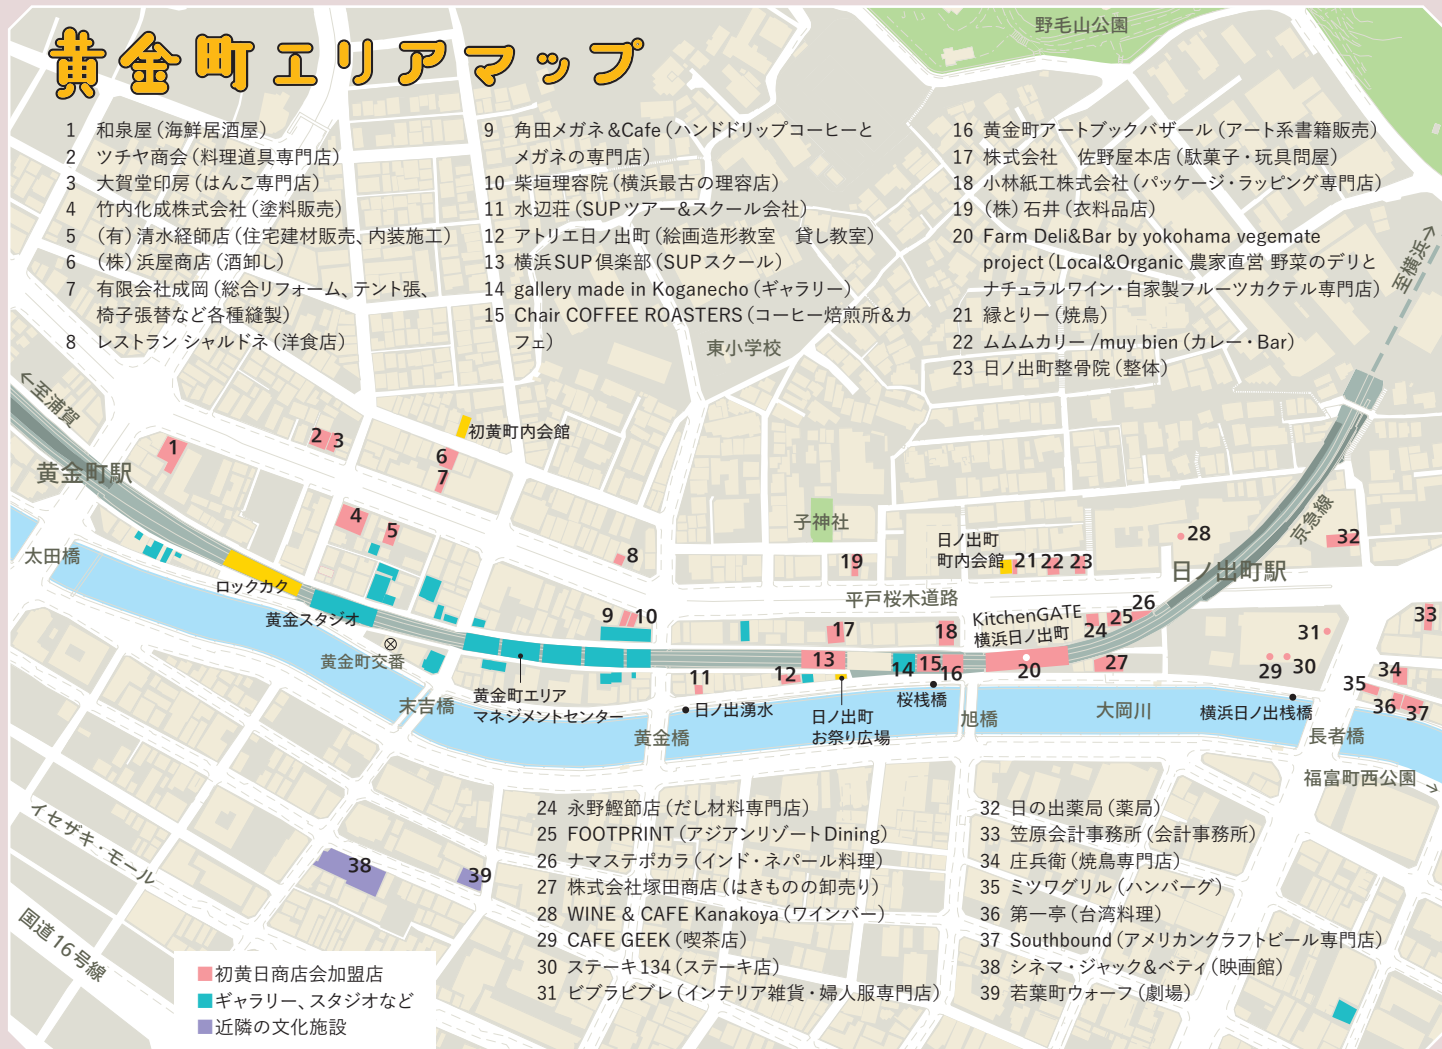 黄金町エリアマップ
野毛山公園
1 和泉屋（海鮮居酒屋）
2 ツチヤ商会（料理道具専門店）
3 大賀堂印房（はんこ専門店）
4 竹内化成株式会社（塗料販売）
5 （有）清水経師店（住宅建材販売、内装施工）
6 （株）浜屋商店（酒卸し）
7 有限会社成岡（総合リフォーム、テント張、
椅子張替など各種縫製）
8 レストラン シャルドネ（洋食店）
9 角田メガネ&Cafe（ハンドドリップコーヒーと
メガネの専門店）
10 柴垣理容院（横浜最古の理容店）
11 水辺荘（SUPツアー&スクール会社）
12 アトリエ日ノ出町（絵画造形教室　貸し教室）
13 横浜SUP倶楽部（SUPスクール）
14 gallery made in Koganecho（ギャラリー）
15 Chair COFFEE ROASTERS（コーヒー焙煎所&カ
フェ）
16 黄金町アートブックバザール（アート系書籍販売）
17 株式会社　佐野屋本店（駄菓子・玩具問屋）
18 小林紙工株式会社（パッケージ・ラッピング専門店）
19 （株）石井（衣料品店）
20 Farm Deli&Bar by yokohama vegemate
project（Local&Organic 農家直営 野菜のデリと
ナチュラルワイン・自家製フルーツカクテル専門店）
21 縁とりー（焼鳥）
22 ムムムカリー /muy bien（カレー・Bar）
23 日ノ出町整骨院（整体）
東小学校
至横浜→
←至浦賀
黄金町駅
1
2
3
初黄町内会館
6
7
4
5
8
子神社
19
日ノ出町
町内会館
21
22
23
28
京急線
32
日ノ出町駅
太田橋
ロックカク
黄金スタジオ
黄金町交番
9
10
平戸桜木道路
KitchenGATE
横浜日ノ出町
24
25
26
33
17
18
31
13
14
15
16
20
27
29
30
34
35
36
37
末吉橋
黄金町エリア
マネジメントセンター
11
12
日ノ出湧水
黄金橋
日ノ出町
お祭り広場
桜桟橋
旭橋
大岡川
横浜日ノ出桟橋
長者橋
福富町西公園
→
イセザキ・モール
国道16号線
38
39
24 永野鰹節店（だし材料専門店）
25 FOOTPRINT（アジアンリゾートDining）
26 ナマステポカラ（インド・ネパール料理）
27 株式会社塚田商店（はきものの卸売り）
28 WINE & CAFE Kanakoya（ワインバー）
29 CAFE GEEK（喫茶店）
30 ステーキ134（ステーキ店）
31 ビブラビブレ（インテリア雑貨・婦人服専門店）
32 日の出薬局（薬局）
33 笠原会計事務所（会計事務所）
34 庄兵衛（焼鳥専門店）
35 ミツワグリル（ハンバーグ）
36 第一亭（台湾料理）
37 Southbound（アメリカンクラフトビール専門店）
38 シネマ・ジャック&ベティ（映画館）
39 若葉町ウォーフ（劇場）
初黄日商店会加盟店
ギャラリー、スタジオなど
近隣の文化施設